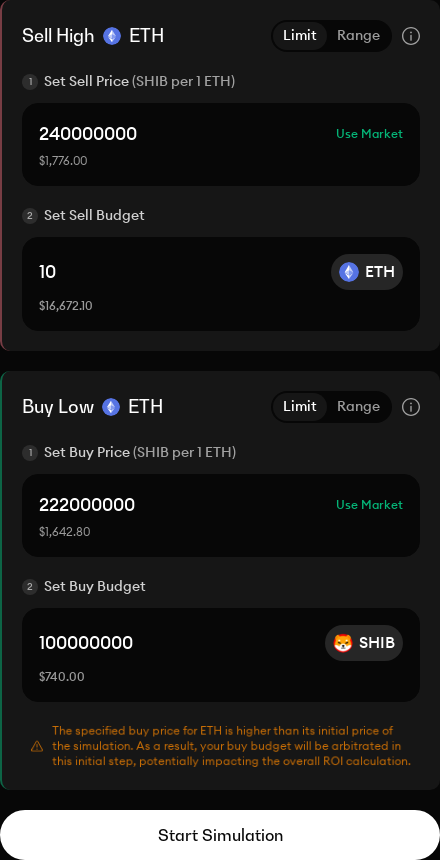 Sell High ETH Limit Range
1 Set Sell Price (SHIB per 1 ETH)
240000000 Use Market
$1,776.00
2 Set Sell Budget
10 ETH
$16,672.10
Buy Low ETH Limit Range
1 Set Buy Price (SHIB per 1 ETH)
222000000 Use Market
$1,642.80
2 Set Buy Budget
100000000 SHIB
$740.00
The specified buy price for ETH is higher than its initial price of
the simulation. As a result, your buy budget will be arbitrated in
this initial step, potentially impacting the overall ROI calculation.
Start Simulation